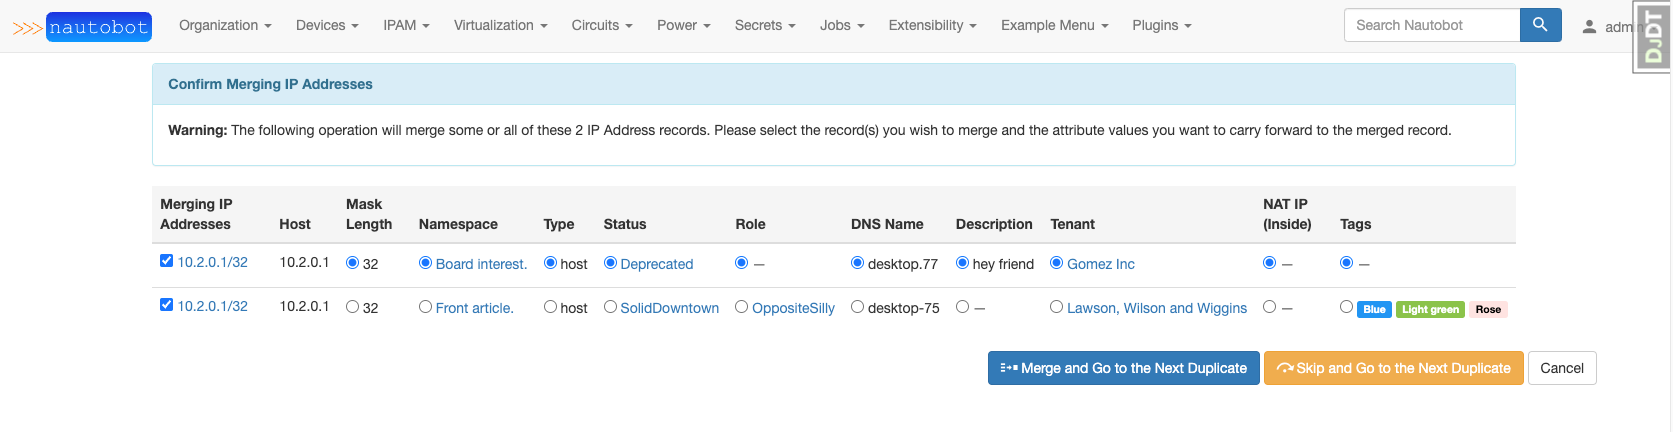 >>> nautobot Organization Devices IPAM Virtualization Circuits Power Secrets Jobs Extensibility Example Menu Plugins Search Nautobot admin
DJDT
Confirm Merging IP Addresses
Warning: The following operation will merge some or all of these 2 IP Address records. Please select the record(s) you wish to merge and the attribute values you want to carry forward to the merged record.
Merging IP Addresses Host Mask Length Namespace Type Status Role DNS Name Description Tenant NAT IP (Inside) Tags
10.2.0.1/32 10.2.0.1 32 Board interest. host Deprecated — desktop.77 hey friend Gomez Inc — —
10.2.0.1/32 10.2.0.1 32 Front article. host SolidDowntown OppositeSilly desktop-75 — Lawson, Wilson and Wiggins — Blue Light green Rose
Merge and Go to the Next Duplicate Skip and Go to the Next Duplicate Cancel